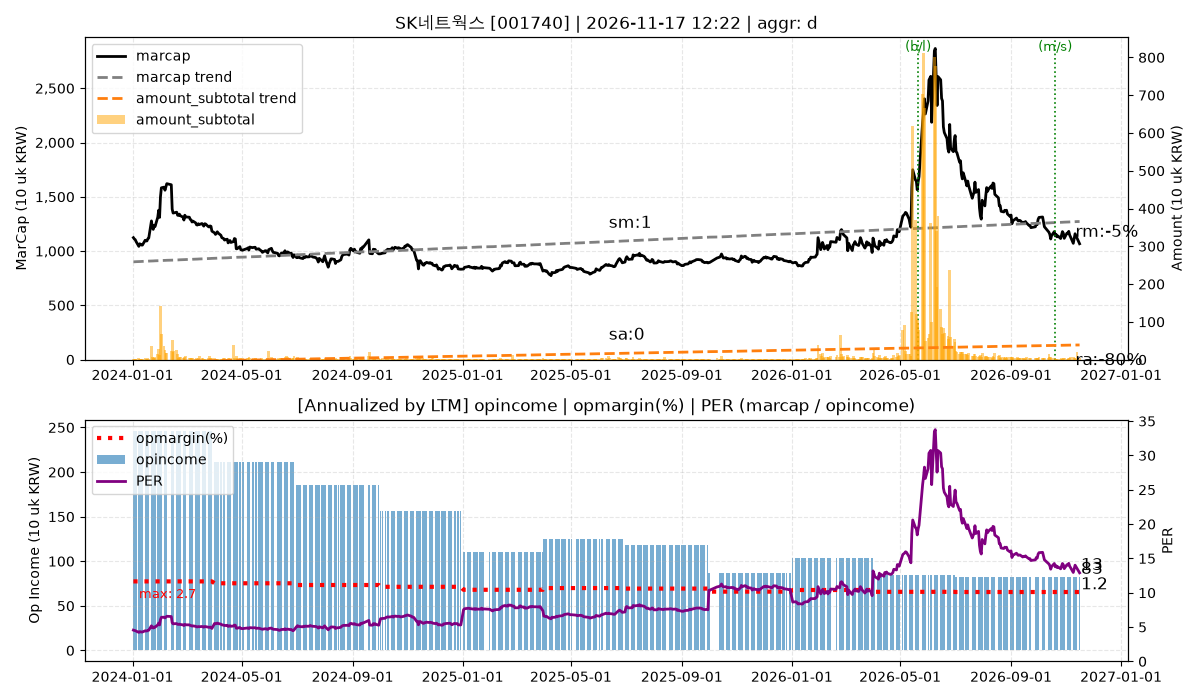 SK네트웍스 [001740] | 2026-11-17 12:22 | aggr: d
marcap
marcap trend
amount_subtotal trend
amount_subtotal
(b/l)
(m/s)
MarCap (10 uk KRW)
2,500
2,000
1,500
1,000
500
0
Amount (10 uk KRW)
800
700
600
500
400
300
200
100
0
sm:1
sa:0
rm:-5%
ra:-80%
2024-01-01 2024-05-01 2024-09-01 2025-01-01 2025-05-01 2025-09-01 2026-01-01 2026-05-01 2026-09-01 2027-01-01
[Annualized by LTM] opincome | opmargin(%) | PER (marcap / opincome)
opmargin(%)
opincome
PER
Op Income (10 uk KRW)
250
200
150
100
50
0
PER
35
30
25
20
15
10
5
0
max: 2.7
13
83
1.2
2024-01-01 2024-05-01 2024-09-01 2025-01-01 2025-05-01 2025-09-01 2026-01-01 2026-05-01 2026-09-01 2027-01-01